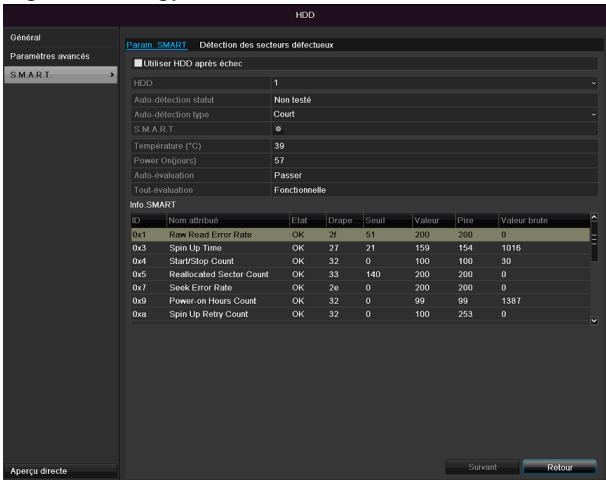 HDD
Général
Paramètres avancés
S.M.A.R.T. >
Param. SMART Détection des secteurs défectueux
Utiliser HDD après échec
HDD 1
Auto-détection statut Non testé
Auto-détection type Court
S.M.A.R.T.
Température (°C) 39
Power On(jours) 57
Auto-évaluation Passer
Tout-évaluation Fonctionnelle
Info.SMART
ID Nom attribué Etat Drape... Seuil Valeur Pire Valeur brute
0x1 Raw Read Error Rate OK 2f 51 200 200 0
0x3 Spin Up Time OK 27 21 159 154 1016
0x4 Start/Stop Count OK 32 0 100 100 30
0x5 Reallocated Sector Count OK 33 140 200 200 0
0x7 Seek Error Rate OK 2e 0 200 200 0
0x9 Power-on Hours Count OK 32 0 99 99 1387
0xa Spin Up Retry Count OK 32 0 100 253 0
Suivant Retour
Aperçu directe